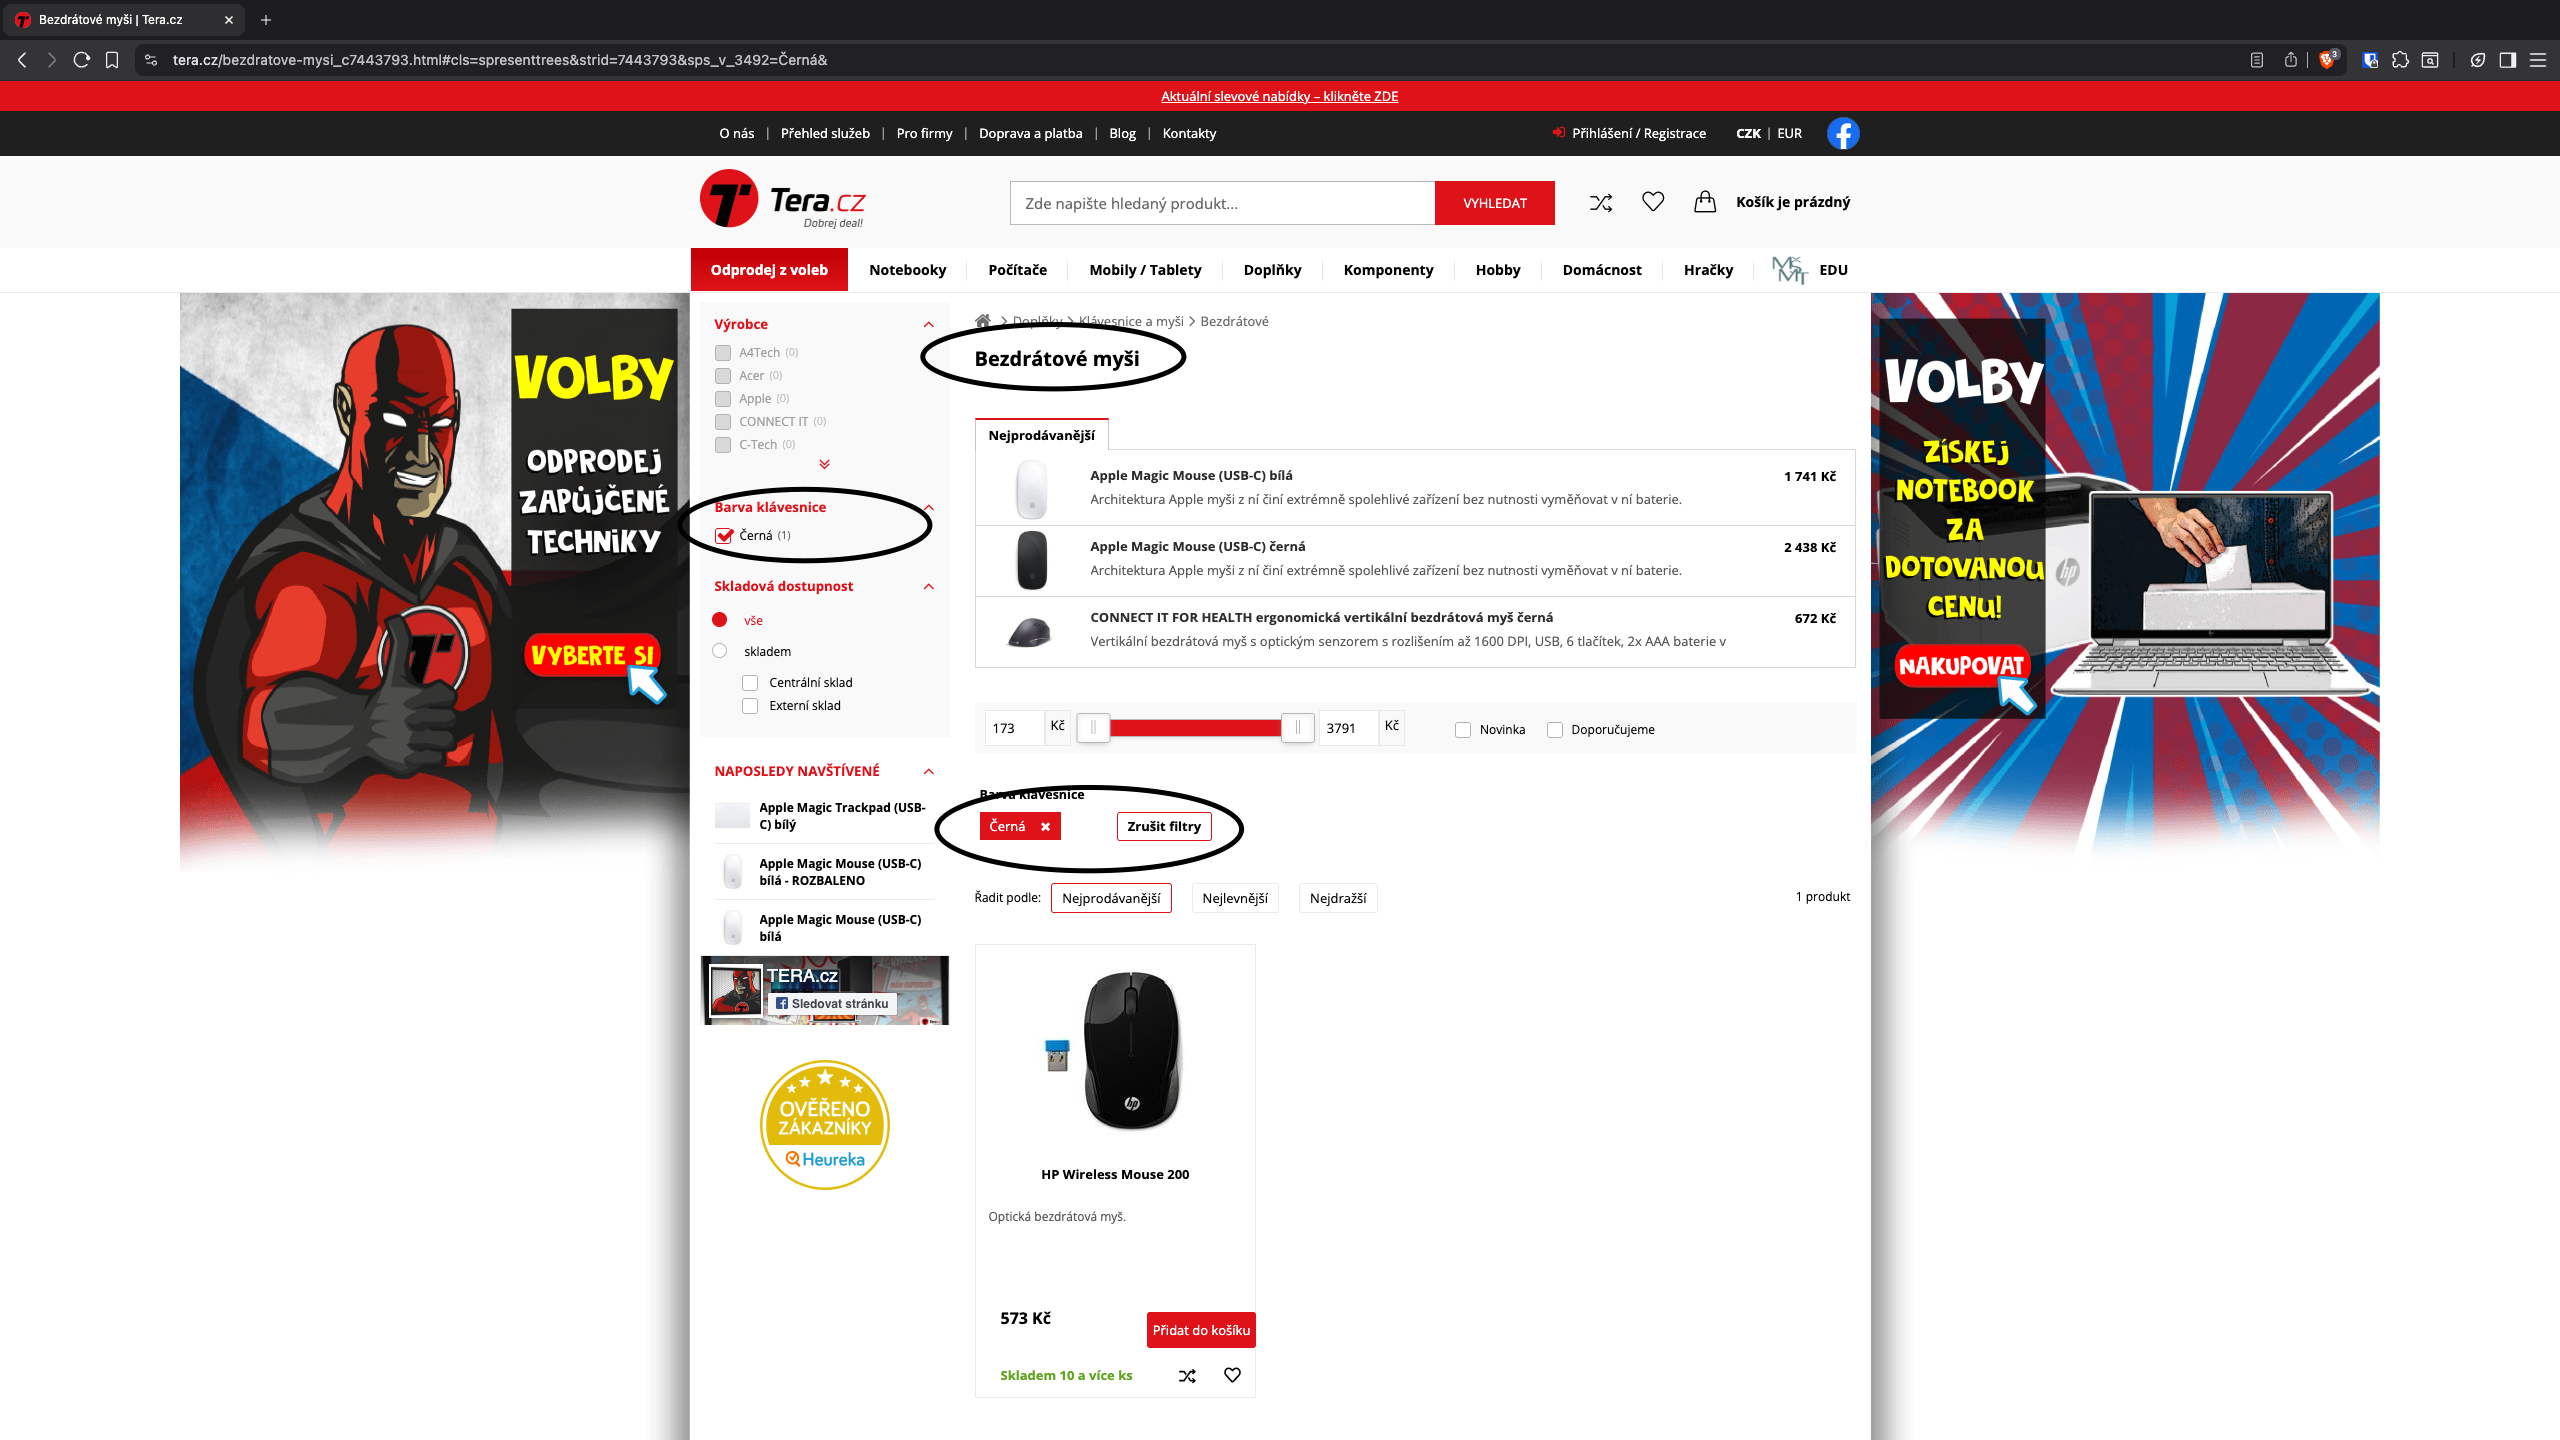 Bezdrátové myši | Tera.cz
tera.cz/bezdratove-mysi_c7443793.html#cls=spresenttrees&strid=7443793&sps_v_3492=Černá&
3
Aktuální slevové nabídky – klikněte ZDE
O nás | Přehled služeb | Pro firmy | Doprava a platba | Blog | Kontakty
Přihlášení / Registrace
CZK | EUR
Tera.cz
Dobrej deal!
Zde napište hledaný produkt...
VYHLEDAT
Košík je prázdný
Odprodej z voleb
Notebooky
Počítače
Mobily / Tablety
Doplňky
Komponenty
Hobby
Domácnost
Hračky
MŠMT
EDU
VOLBY
ODPRODEJ
ZAPŮJČENÉ
TECHNIKY
VYBERTE SI
Výrobce
A4Tech (0)
Acer (0)
Apple (0)
CONNECT IT (0)
C-Tech (0)
Barva klávesnice
Černá (1)
Skladová dostupnost
vše
skladem
Centrální sklad
Externí sklad
NAPOSLEDY NAVŠTÍVENÉ
Apple Magic Trackpad (USB-
C) bílý
Apple Magic Mouse (USB-C)
bílá - ROZBALENO
Apple Magic Mouse (USB-C)
bílá
TERA.cz
Sledovat stránku
OVĚŘENO
ZÁKAZNÍKY
Heureka
Doplňky > Klávesnice a myši > Bezdrátové
Bezdrátové myši
Nejprodávanější
Apple Magic Mouse (USB-C) bílá
1 741 Kč
Architektura Apple myši z ní činí extrémně spolehlivé zařízení bez nutnosti vyměňovat v ní baterie.
Apple Magic Mouse (USB-C) černá
2 438 Kč
Architektura Apple myši z ní činí extrémně spolehlivé zařízení bez nutnosti vyměňovat v ní baterie.
CONNECT IT FOR HEALTH ergonomická vertikální bezdrátová myš černá
672 Kč
Vertikální bezdrátová myš s optickým senzorem s rozlišením až 1600 DPI, USB, 6 tlačítek, 2x AAA baterie v
173 Kč
3791 Kč
Novinka
Doporučujeme
Barva klávesnice
Černá
Zrušit filtry
Řadit podle:
Nejprodávanější
Nejlevnější
Nejdražší
1 produkt
hp
HP Wireless Mouse 200
Optická bezdrátová myš.
573 Kč
Přidat do košíku
Skladem 10 a více ks
VOLBY
ZÍSKEJ
NOTEBOOK
ZA
DOTOVANOU
CENU!
NAKUPOVAT
hp